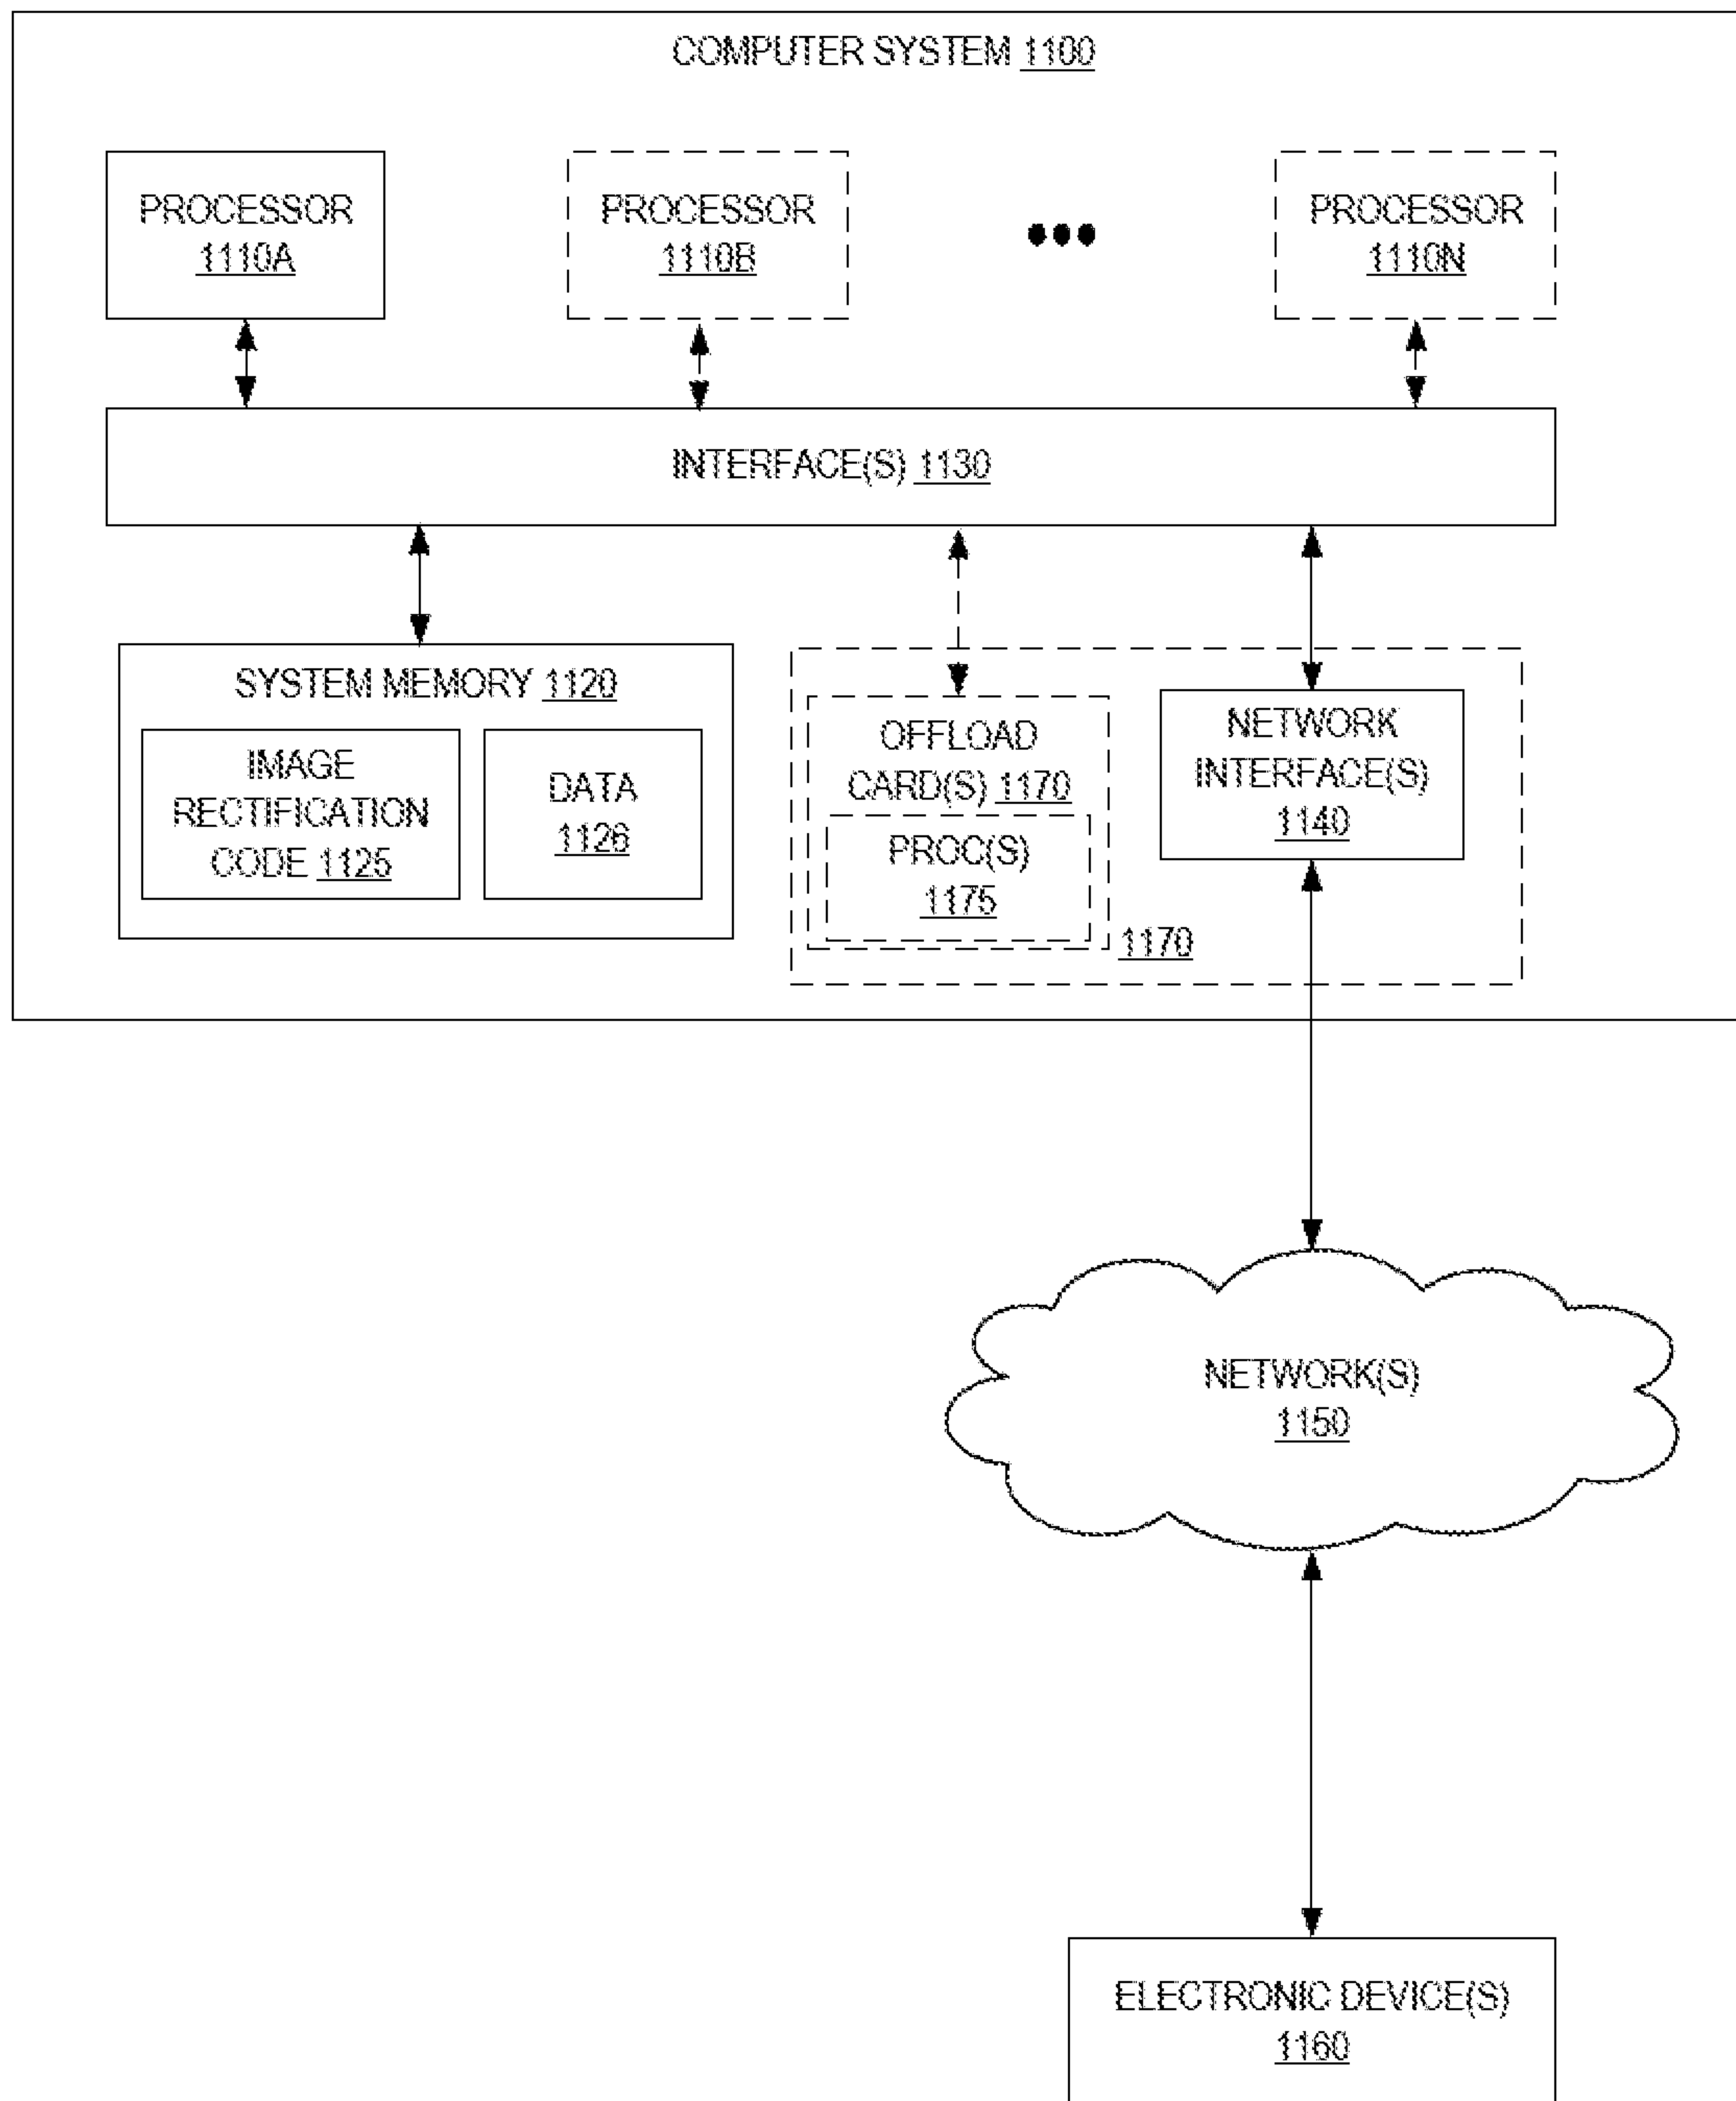 COMPUTER SYSTEM 1100
PROCESSOR
1110A
PROCESSOR
1110B
PROCESSOR
1110N
INTERFACE(S) 1130
SYSTEM MEMORY 1120
IMAGE
RECTIFICATION
CODE 1125
DATA
1126
OFFLOAD
CARD(S) 1170
PROC(S)
1175
1170
NETWORK
INTERFACE(S)
1140
NETWORK(S)
1150
ELECTRONIC DEVICE(S)
1160